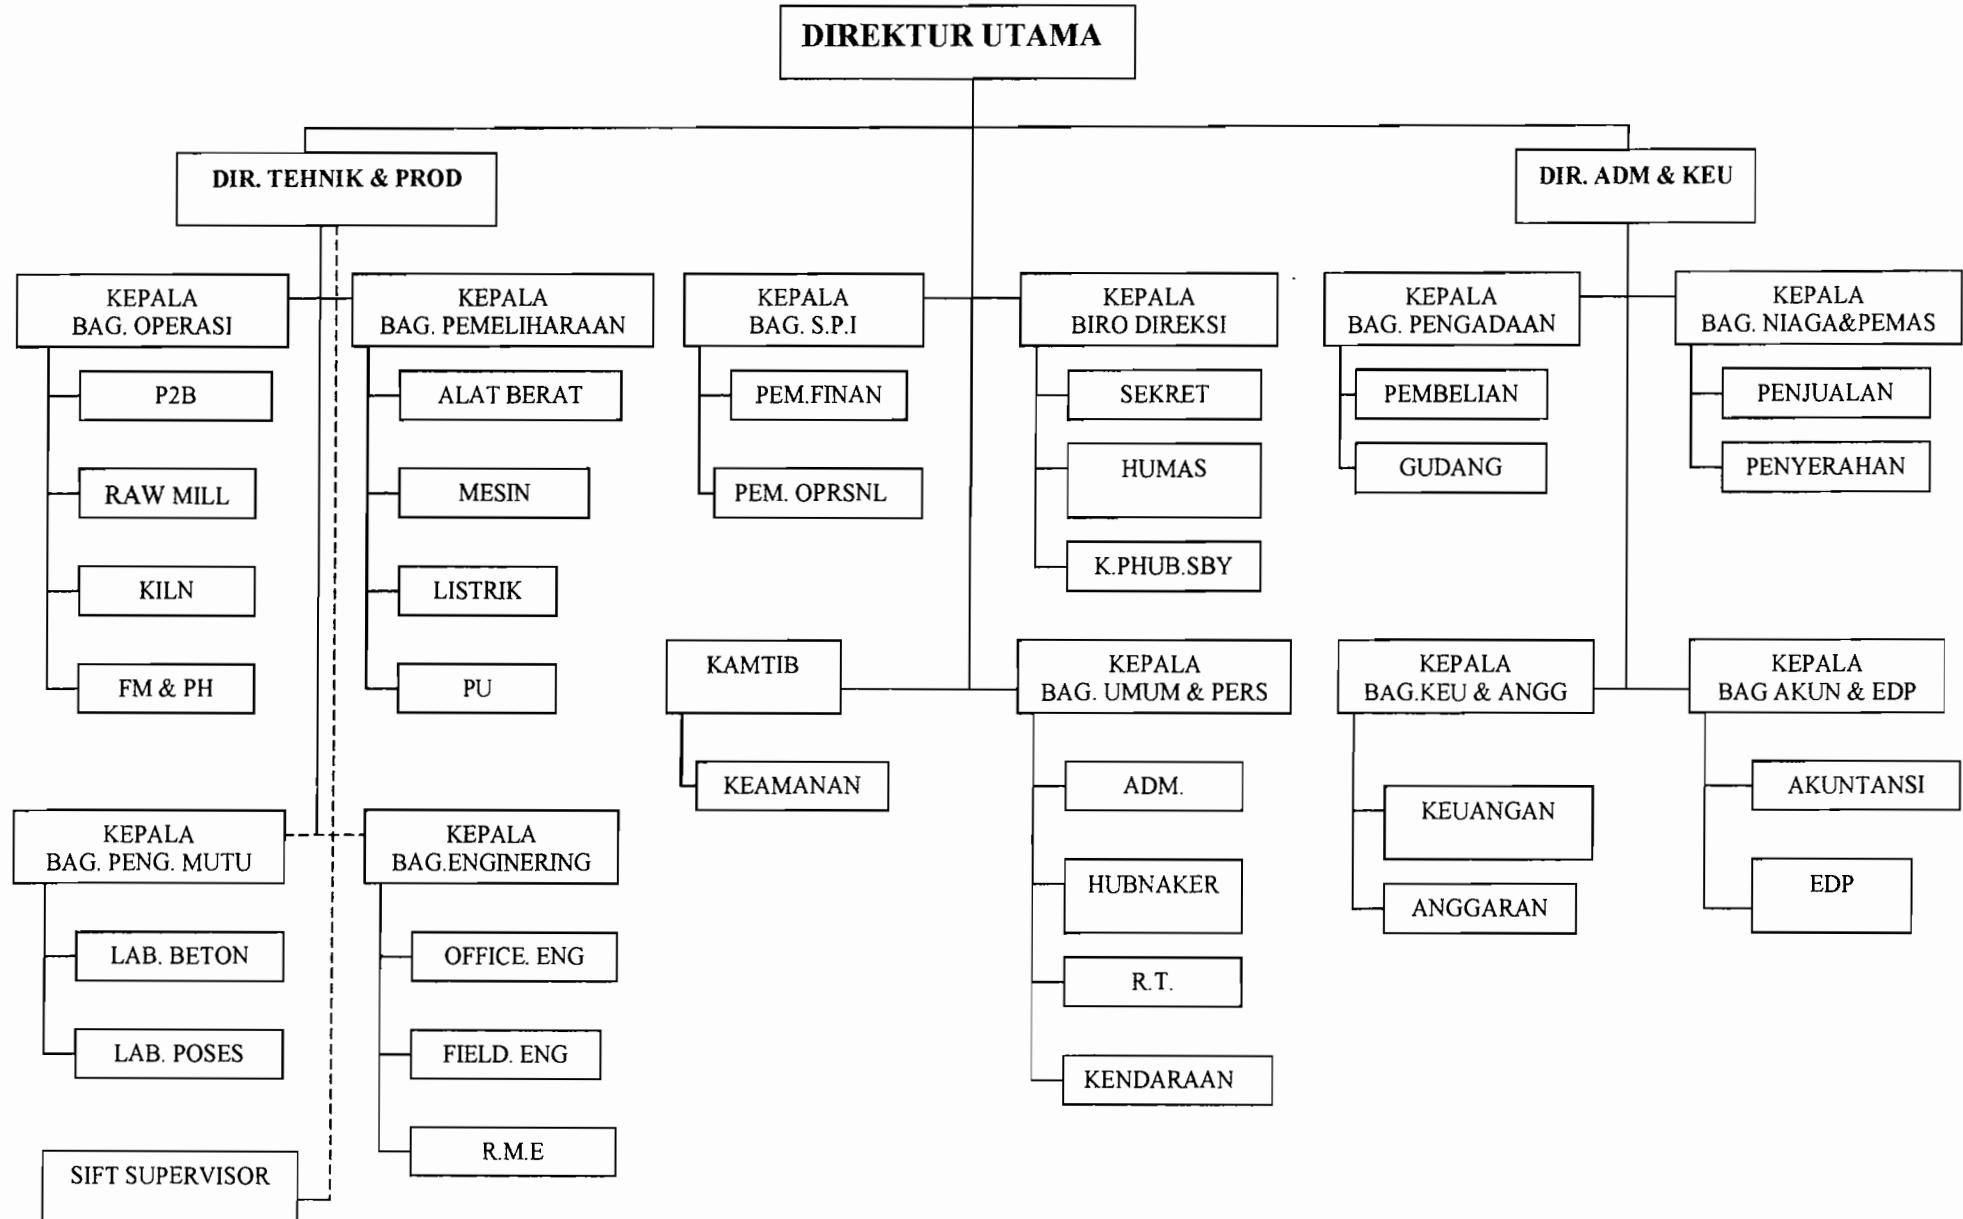 DIREKTUR UTAMA
DIR. TEHNIK & PROD
DIR. ADM & KEU
KEPALA
BAG. OPERASI
P2B
RAW MILL
KILN
FM & PH
KEPALA
BAG. PEMELIHARAAN
ALAT BERAT
MESIN
LISTRIK
PU
KEPALA
BAG. S.P.I
PEM.FINAN
PEM. OPRSNL
KEPALA
BIRO DIREKSI
SEKRET
HUMAS
K.PHUB.SBY
KEPALA
BAG. PENGADAAN
PEMBELIAN
GUDANG
KEPALA
BAG. NIAGA&PEMAS
PENJUALAN
PENYERAHAN
KEPALA
BAG. PENG. MUTU
LAB. BETON
LAB. POSES
SIFT SUPERVISOR
KEPALA
BAG.ENGINERING
OFFICE. ENG
FIELD. ENG
R.M.E
KAMTIB
KEAMANAN
KEPALA
BAG. UMUM & PERS
ADM.
HUBNAKER
R.T.
KENDARAAN
KEPALA
BAG.KEU & ANGG
KEUANGAN
ANGGARAN
KEPALA
BAG AKUN & EDP
AKUNTANSI
EDP